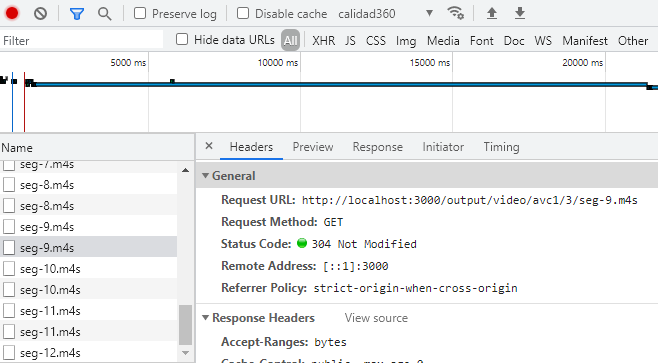 Preserve log Disable cache calidad360
Filter Hide data URLs All XHR JS CSS Img Media Font Doc WS Manifest Other
5000 ms 10000 ms 15000 ms 20000 ms
Name
seg-7.m4s
seg-8.m4s
seg-8.m4s
seg-9.m4s
seg-9.m4s
seg-10.m4s
seg-10.m4s
seg-11.m4s
seg-11.m4s
seg-12.m4s
× Headers Preview Response Initiator Timing
General
Request URL: http://localhost:3000/output/video/avc1/3/seg-9.m4s
Request Method: GET
Status Code: 304 Not Modified
Remote Address: [::1]:3000
Referrer Policy: strict-origin-when-cross-origin
Response Headers View source
Accept-Ranges: bytes